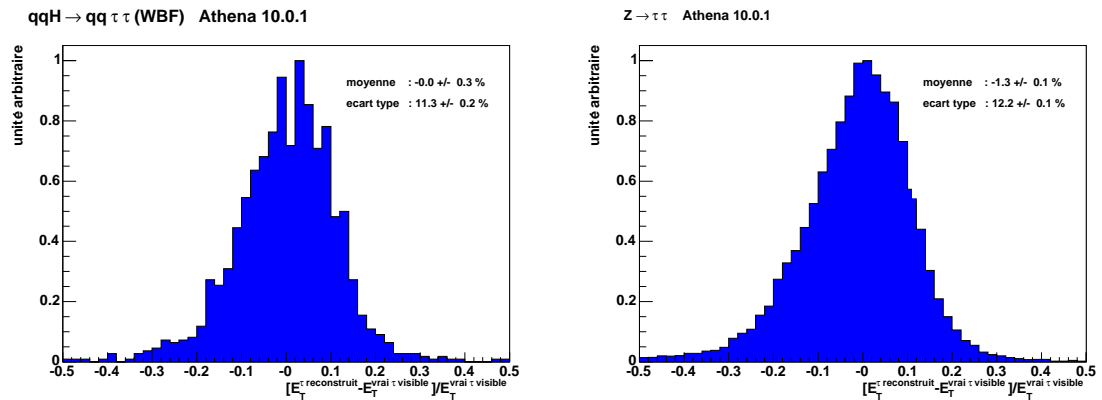 qqH → qq τ τ (WBF) Athena 10.0.1
unité arbitraire
1
0.8
0.6
0.4
0.2
0
moyenne : -0.0 +/- 0.3 %
ecart type : 11.3 +/- 0.2 %
-0.5 -0.4 -0.3 -0.2 -0.1 -0 0.1 0.2 0.3 0.4 0.5
[E_T^{τ reconstruit}-E_T^{vrai τ visible}]/E_T^{vrai τ visible}
Z → τ τ Athena 10.0.1
unité arbitraire
1
0.8
0.6
0.4
0.2
0
moyenne : -1.3 +/- 0.1 %
ecart type : 12.2 +/- 0.1 %
-0.5 -0.4 -0.3 -0.2 -0.1 -0 0.1 0.2 0.3 0.4 0.5
[E_T^{τ reconstruit}-E_T^{vrai τ visible}]/E_T^{vrai τ visible}